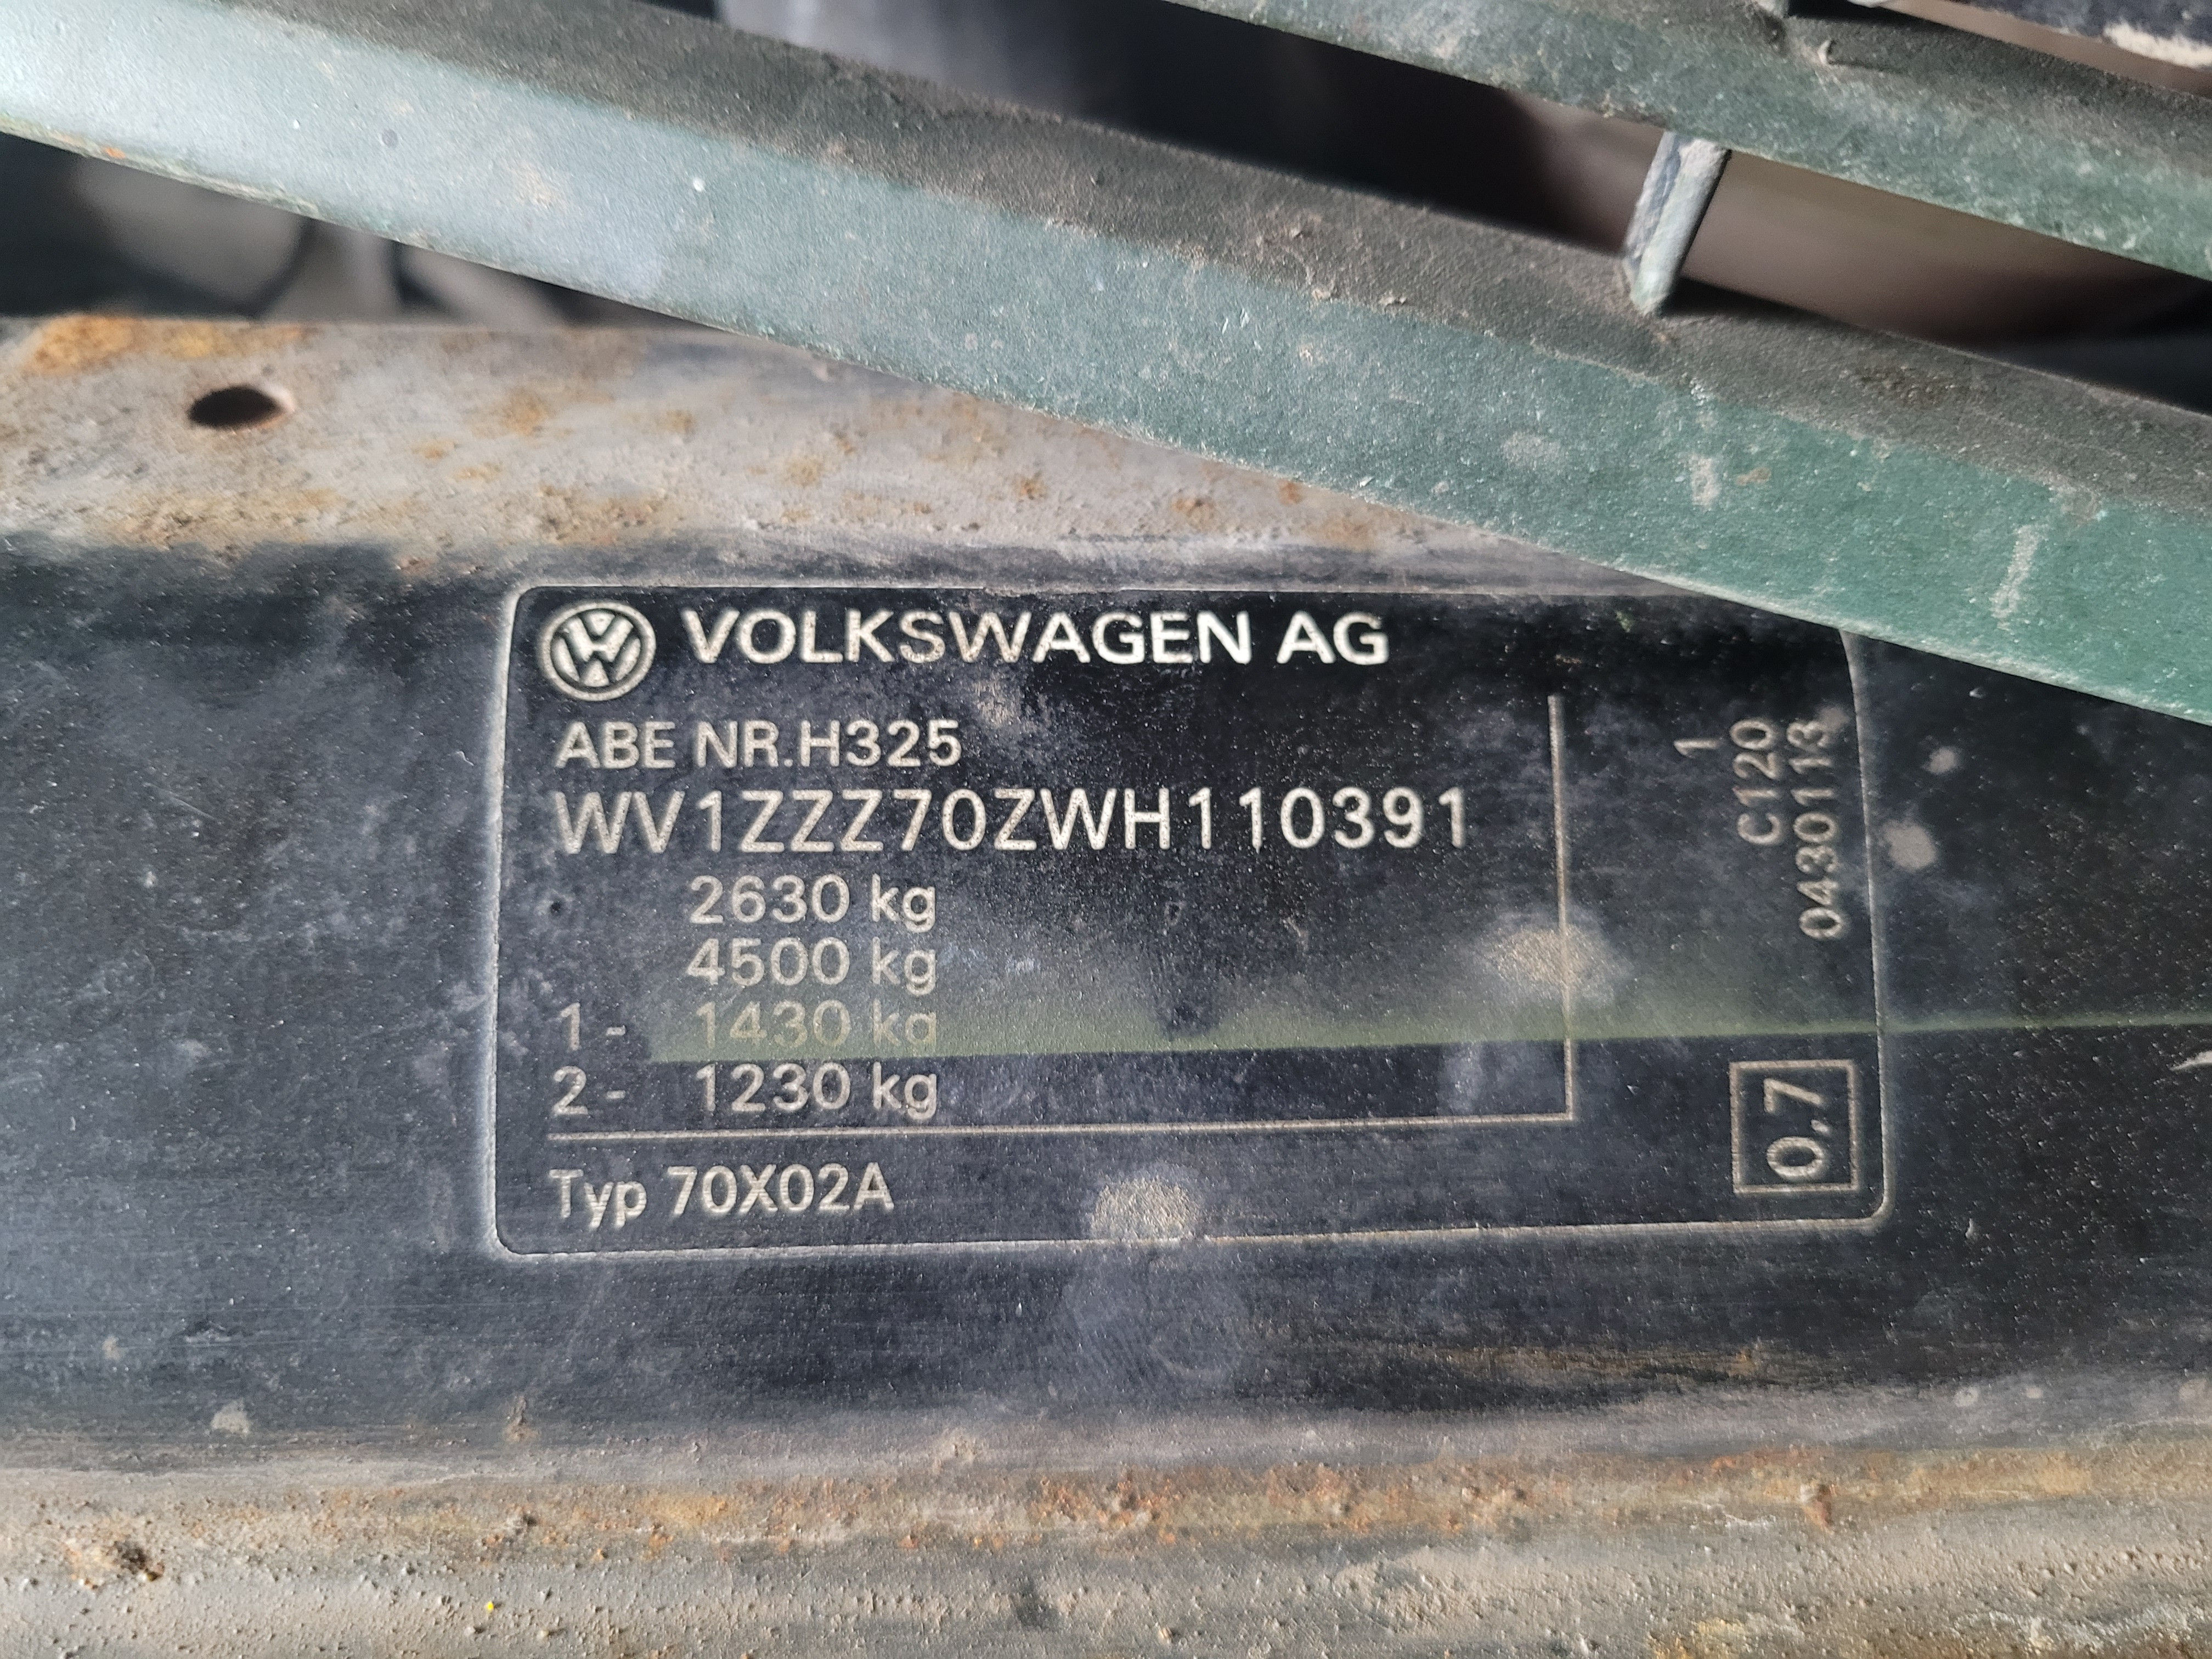 VOLKSWAGEN AG
ABE NR.H325
WV1ZZZ70ZWH110391
2630 kg
4500 kg
1 - 1430 kg
2 - 1230 kg
Typ 70X02A
1
C120
0430113
0,7